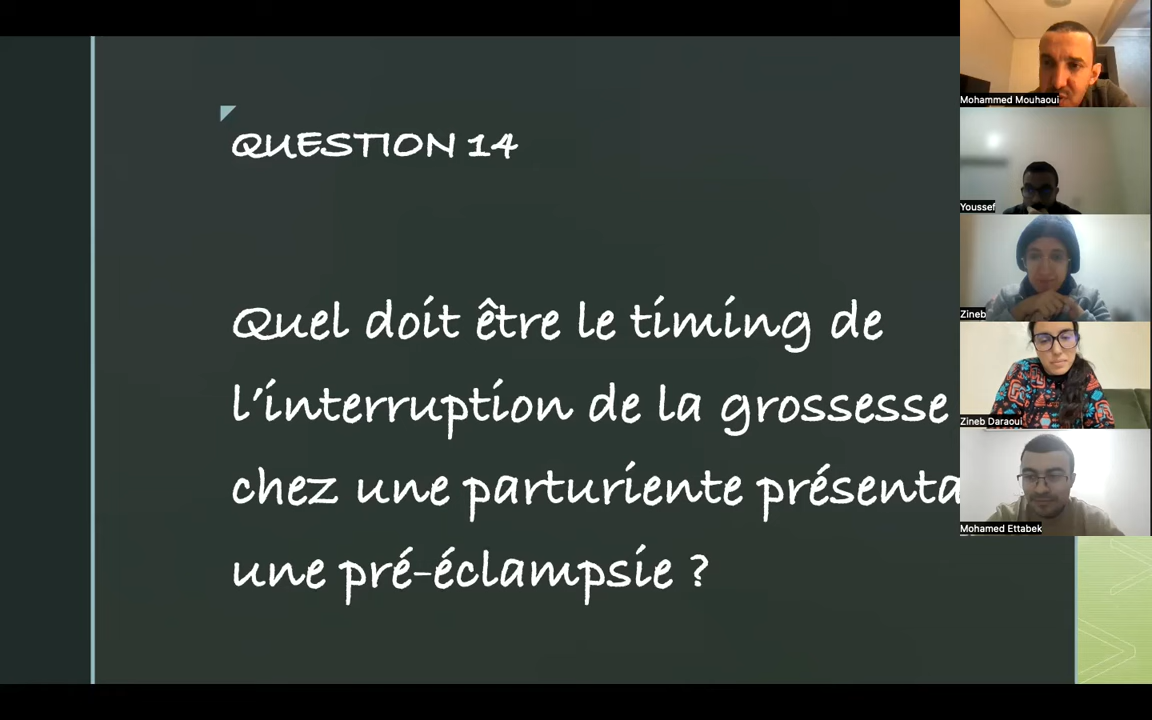 QUESTION 14
Quel doit être le timing de
l'interruption de la grossesse
chez une parturiente présenta
une pré-éclampsie ?
Mohammed Mouhaoui
Youssef
Zineb
Zineb Daraoui
Mohamed Ettabek